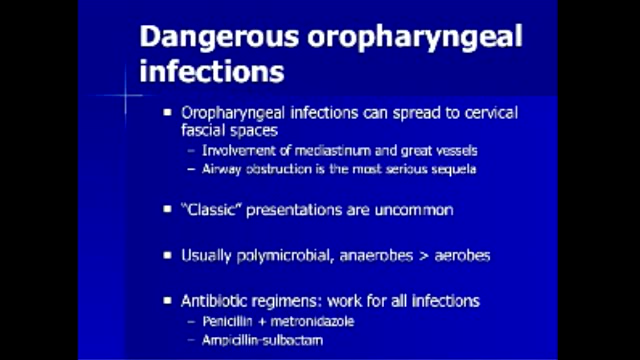 Dangerous oropharyngeal
infections
▪ Oropharyngeal infections can spread to cervical
fascial spaces
– Involvement of mediastinum and great vessels
– Airway obstruction is the most serious sequela
▪ "Classic" presentations are uncommon
▪ Usually polymicrobial, anaerobes > aerobes
▪ Antibiotic regimens: work for all infections
– Penicillin + metronidazole
– Ampicillin-sulbactam